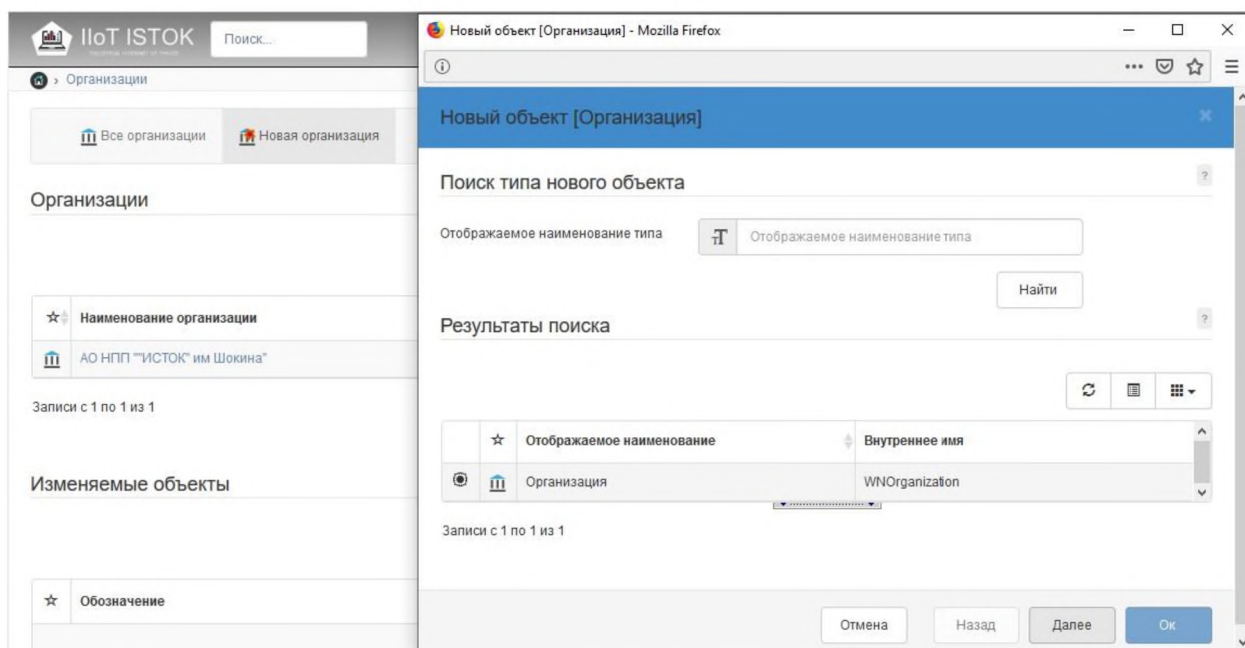 IIoT ISTOK
Поиск...
Организации
Все организации
Новая организация
Организации
Наименование организации
АО НПП ""ИСТОК" им Шокина"
Записи с 1 по 1 из 1
Изменяемые объекты
Обозначение
Новый объект [Организация] - Mozilla Firefox
Новый объект [Организация]
Поиск типа нового объекта
?
Отображаемое наименование типа
Отображаемое наименование типа
Найти
Результаты поиска
?
Отображаемое наименование
Внутреннее имя
Организация
WNOrganization
Записи с 1 по 1 из 1
Отмена
Назад
Далее
Ок